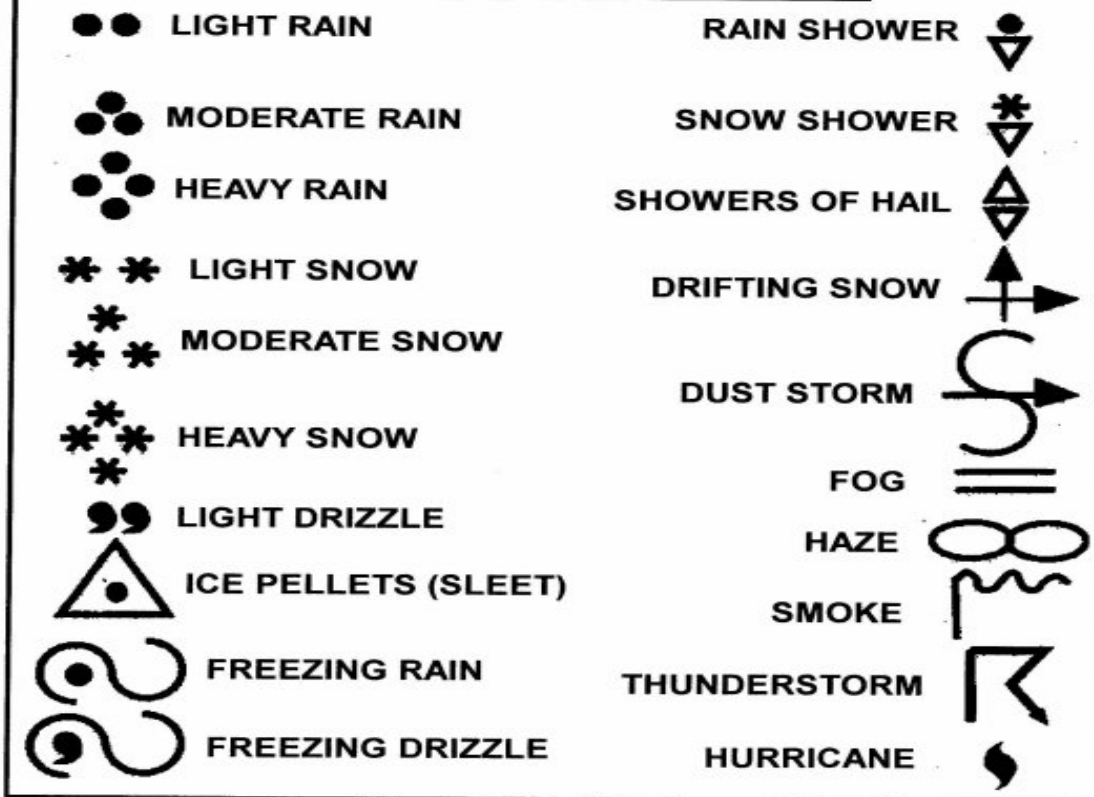 LIGHT RAIN
MODERATE RAIN
HEAVY RAIN
LIGHT SNOW
MODERATE SNOW
HEAVY SNOW
LIGHT DRIZZLE
ICE PELLETS (SLEET)
FREEZING RAIN
FREEZING DRIZZLE
RAIN SHOWER
SNOW SHOWER
SHOWERS OF HAIL
DRIFTING SNOW
DUST STORM
FOG
HAZE
SMOKE
THUNDERSTORM
HURRICANE